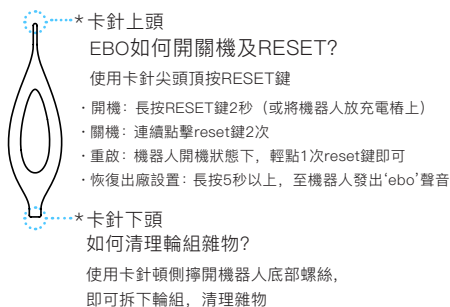 *卡針上頭
EBO如何開關機及RESET?
使用卡針尖頭頂按RESET鍵
·開機：長按RESET鍵2秒（或將機器人放充電樁上）
·關機：連續點擊reset鍵2次
·重啟：機器人開機狀態下，輕點1次reset鍵即可
·恢復出廠設置：長按5秒以上，至機器人發出‘ebo’聲音
*卡針下頭
如何清理輪組雜物?
使用卡針頓側擰開機器人底部螺絲，
即可拆下輪組，清理雜物